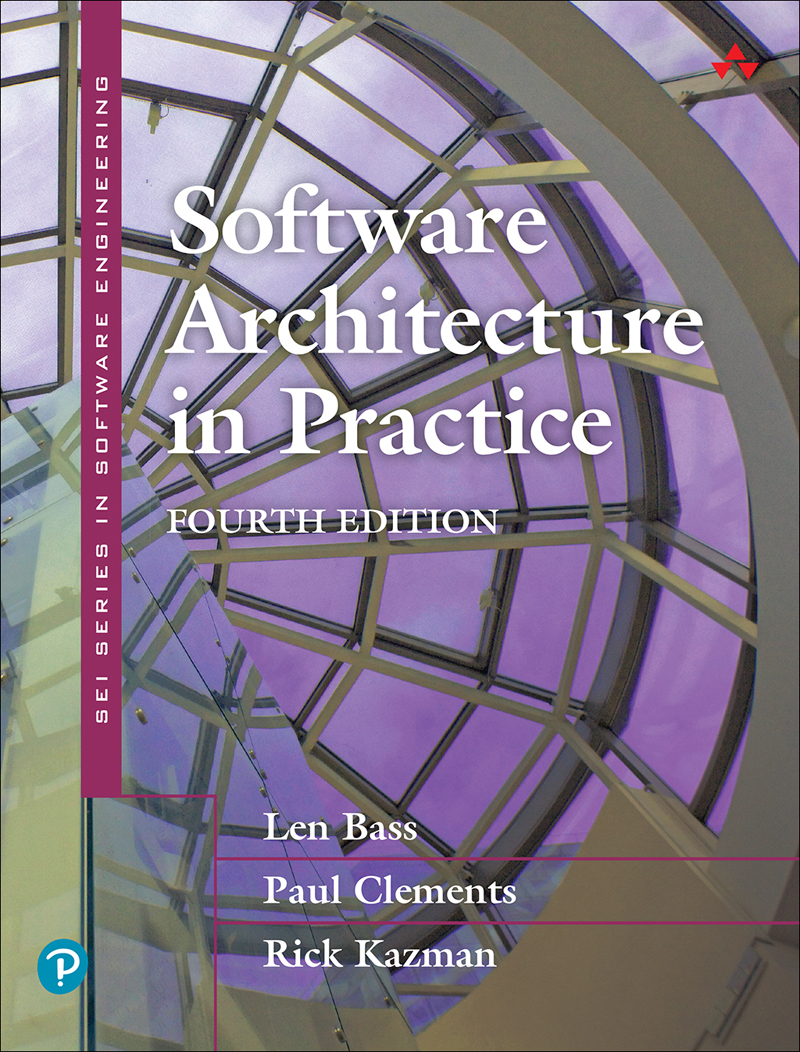 SEI SERIES IN SOFTWARE ENGINEERING
Software
Architecture
in Practice
FOURTH EDITION
Len Bass
Paul Clements
Rick Kazman
P